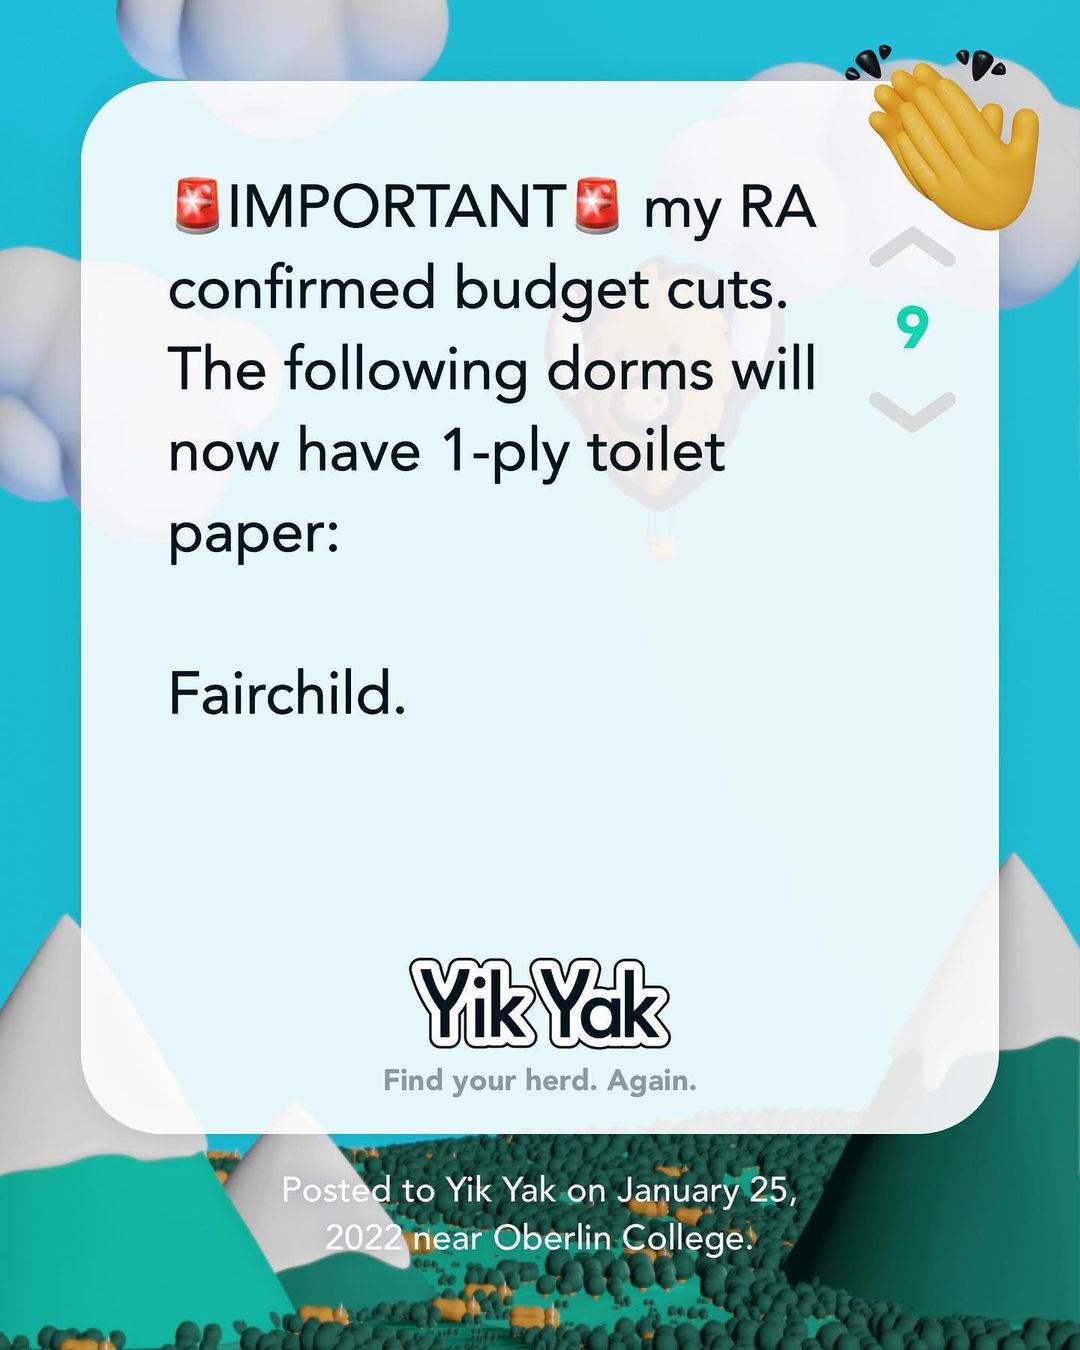 🚨IMPORTANT🚨 my RA
confirmed budget cuts.
The following dorms will
now have 1-ply toilet
paper:
Fairchild.
9
Yik Yak
Find your herd. Again.
Posted to Yik Yak on January 25,
2022 near Oberlin College.